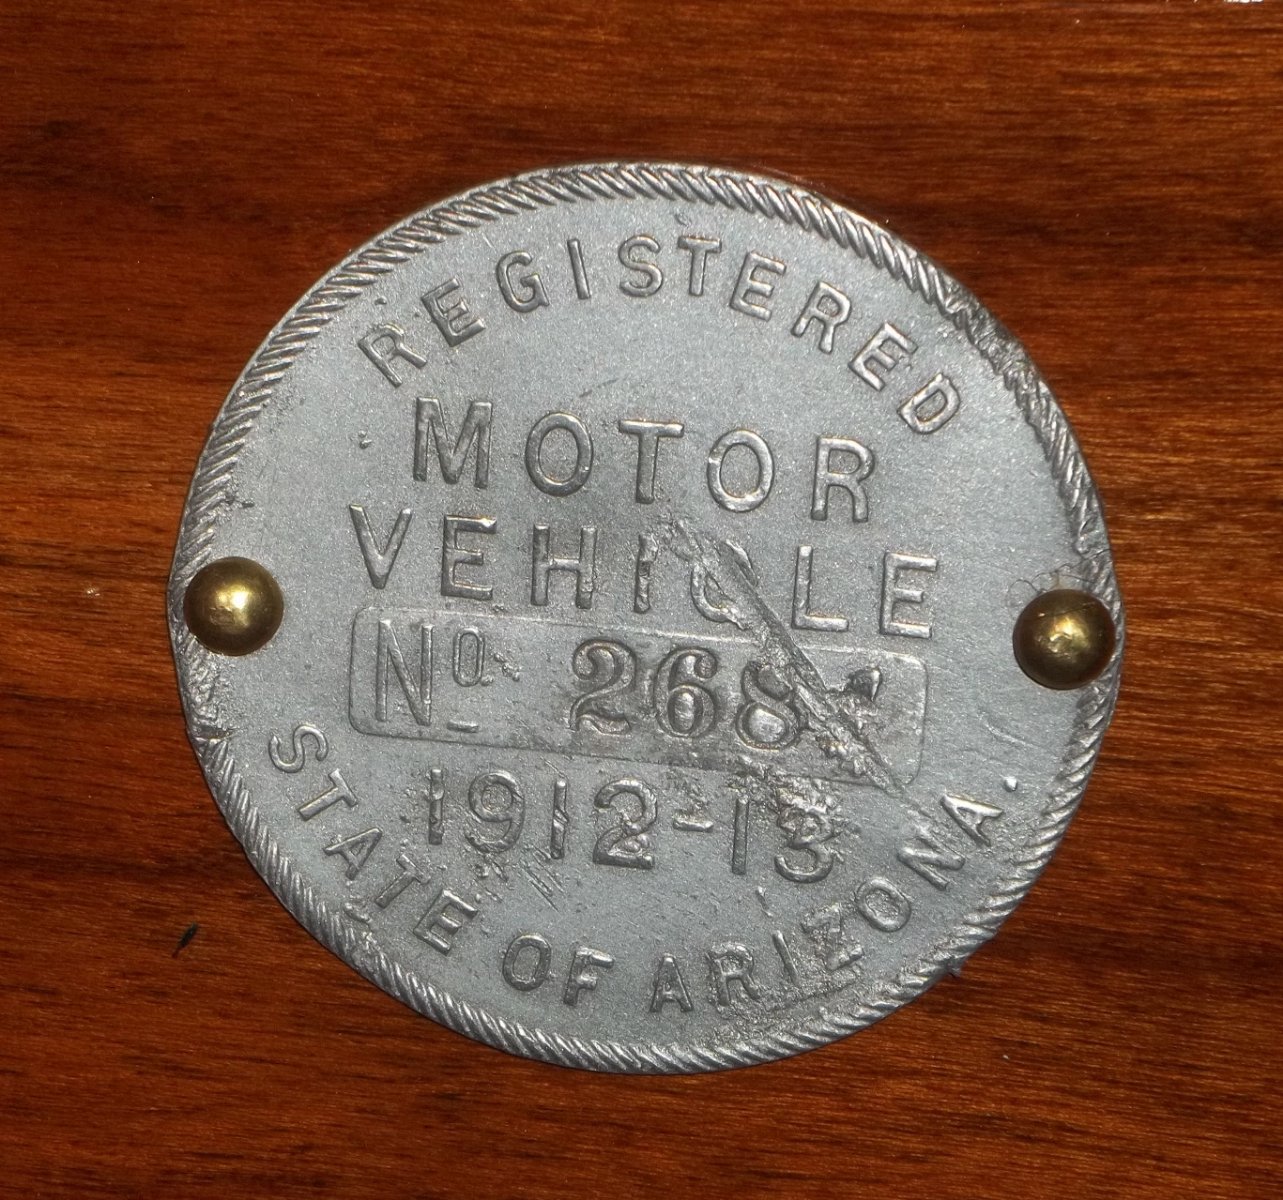 REGISTERED
MOTOR
VEHICLE
No 268
1912-13
STATE OF ARIZONA.